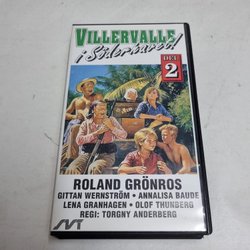 VILLERVALLE
i Söderhavet!
DEL
2
ROLAND GRÖNROS
GITTAN WERNSTRÖM • ANNALISA BAUDE
LENA GRANHAGEN • OLOF THUNBERG
REGI: TORGNY ANDERBERG